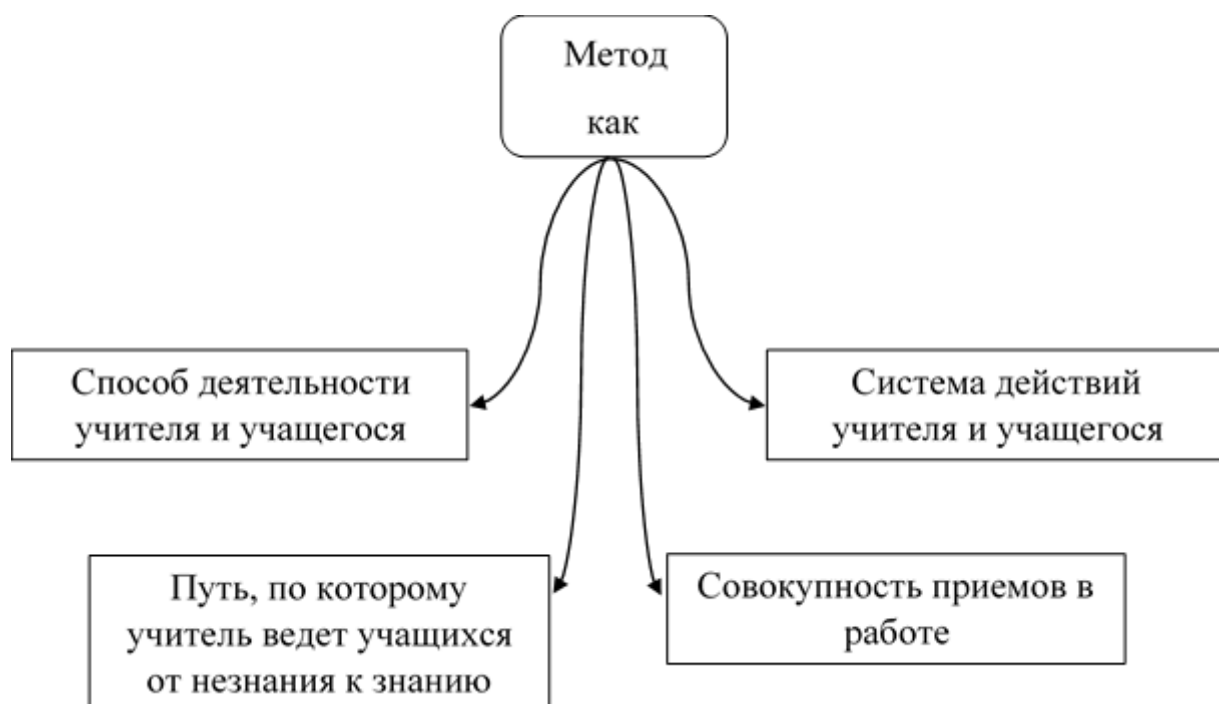 Метод
как
Способ деятельности
учителя и учащегося
Система действий
учителя и учащегося
Путь, по которому
учитель ведет учащихся
от незнания к знанию
Совокупность приемов в
работе